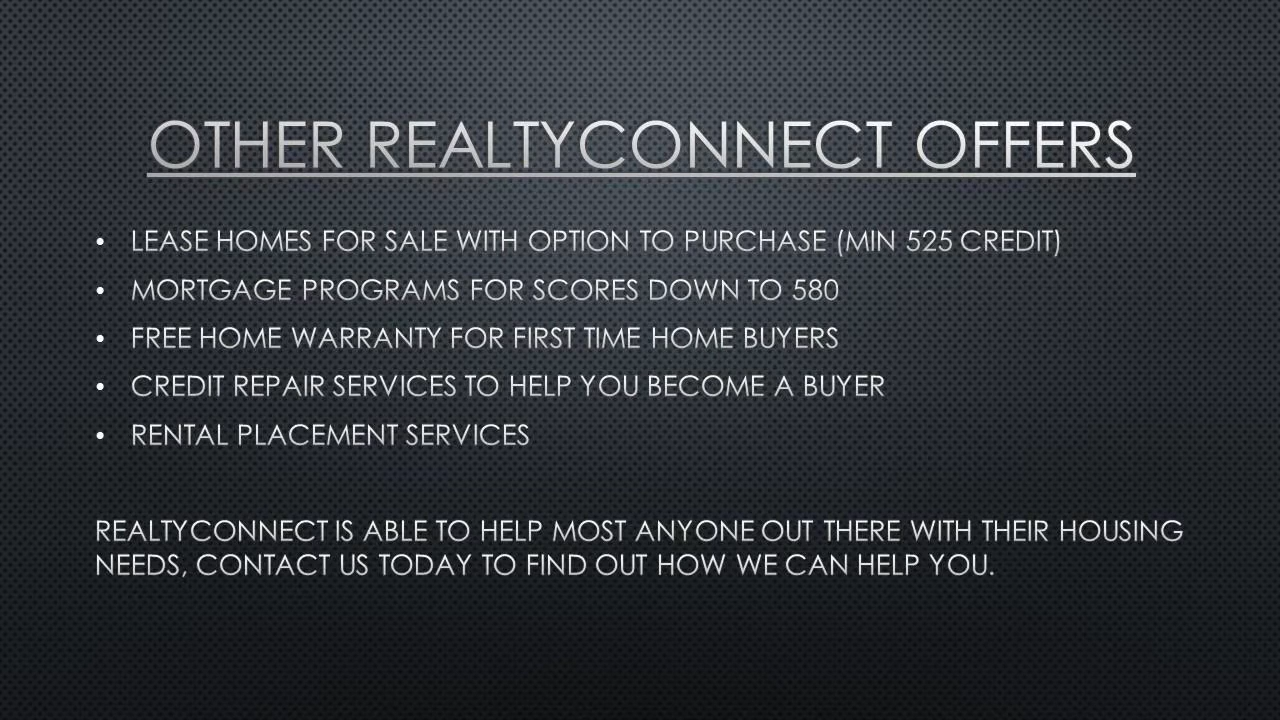 OTHER REALTYCONNECT OFFERS
• LEASE HOMES FOR SALE WITH OPTION TO PURCHASE (MIN 525 CREDIT)
• MORTGAGE PROGRAMS FOR SCORES DOWN TO 580
• FREE HOME WARRANTY FOR FIRST TIME HOME BUYERS
• CREDIT REPAIR SERVICES TO HELP YOU BECOME A BUYER
• RENTAL PLACEMENT SERVICES
REALTYCONNECT IS ABLE TO HELP MOST ANYONE OUT THERE WITH THEIR HOUSING
NEEDS, CONTACT US TODAY TO FIND OUT HOW WE CAN HELP YOU.